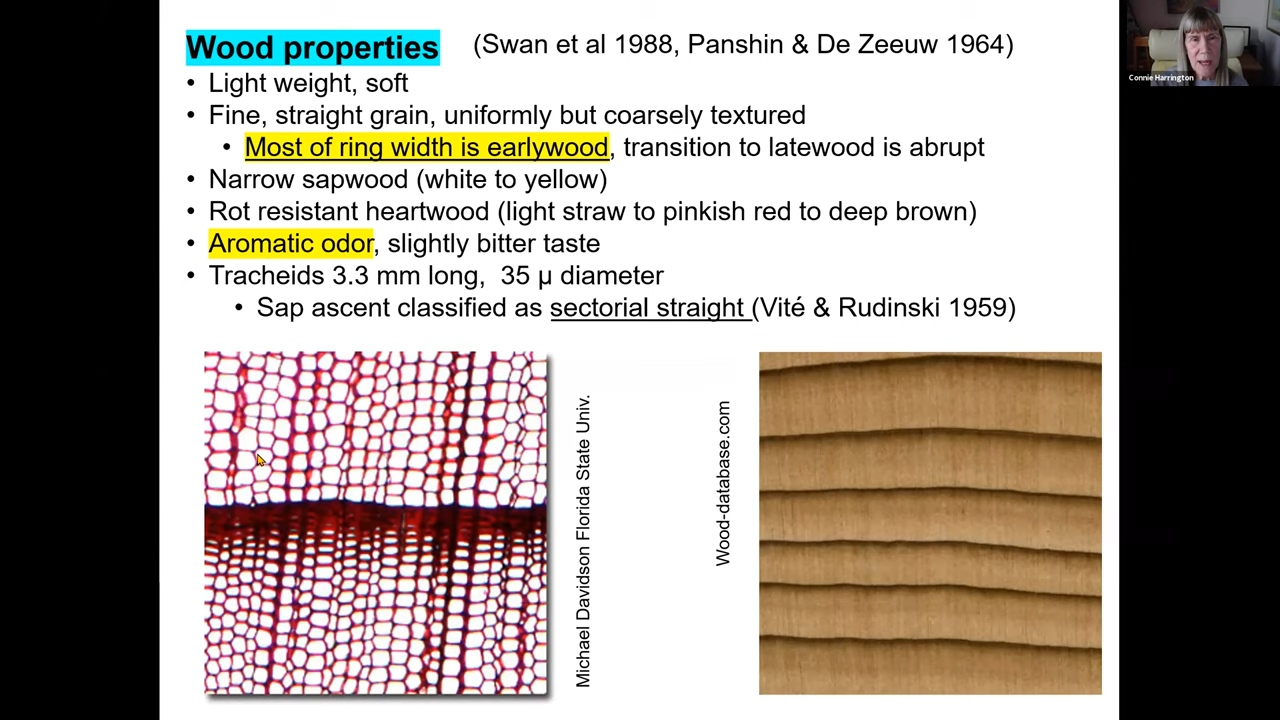 Wood properties (Swan et al 1988, Panshin & De Zeeuw 1964)
• Light weight, soft
• Fine, straight grain, uniformly but coarsely textured
• Most of ring width is earlywood, transition to latewood is abrupt
• Narrow sapwood (white to yellow)
• Rot resistant heartwood (light straw to pinkish red to deep brown)
• Aromatic odor, slightly bitter taste
• Tracheids 3.3 mm long, 35 µ diameter
• Sap ascent classified as sectorial straight (Vité & Rudinski 1959)
Michael Davidson Florida State Univ.
Wood-database.com
Connie Harrington